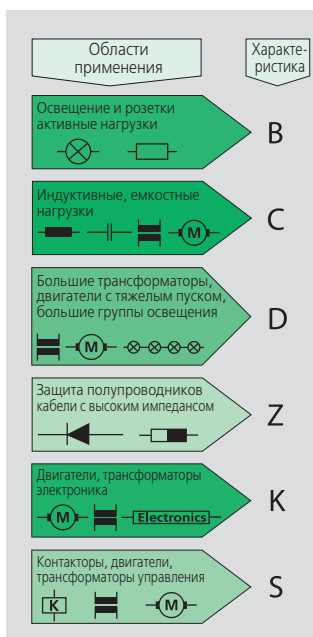 Области
применения
Характе-
ристика
Освещение и розетки
активные нагрузки
B
Индуктивные, емкостные
нагрузки
M
C
Большие трансформаторы,
двигатели с тяжелым пуском,
большие группы освещения
M
D
Защита полупроводников
кабели с высоким импедансом
Z
Двигатели, трансформаторы
электроника
M
Electronics
K
Контакторы, двигатели,
трансформаторы управления
K
M
S